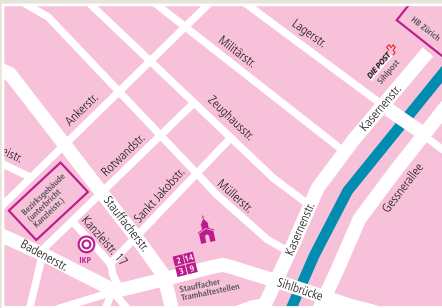 HB Zürich
Lagerstr.
Militärstr.
DIE POST
Sihlpost
Kasernenstr.
Ankerstr.
Zeughausstr.
Rotwandstr.
eistr.
Gessnerallee
Bezirksgebäude
(unterbricht
Kanzleistr.)
Sankt Jakobstr.
Müllerstr.
Stauffacherstr.
Kanzleistr. 17
Kasernenstr.
IKP
Badenerstr.
2 14
3 9
Stauffacher
Tramhaltestellen
Sihlbrücke